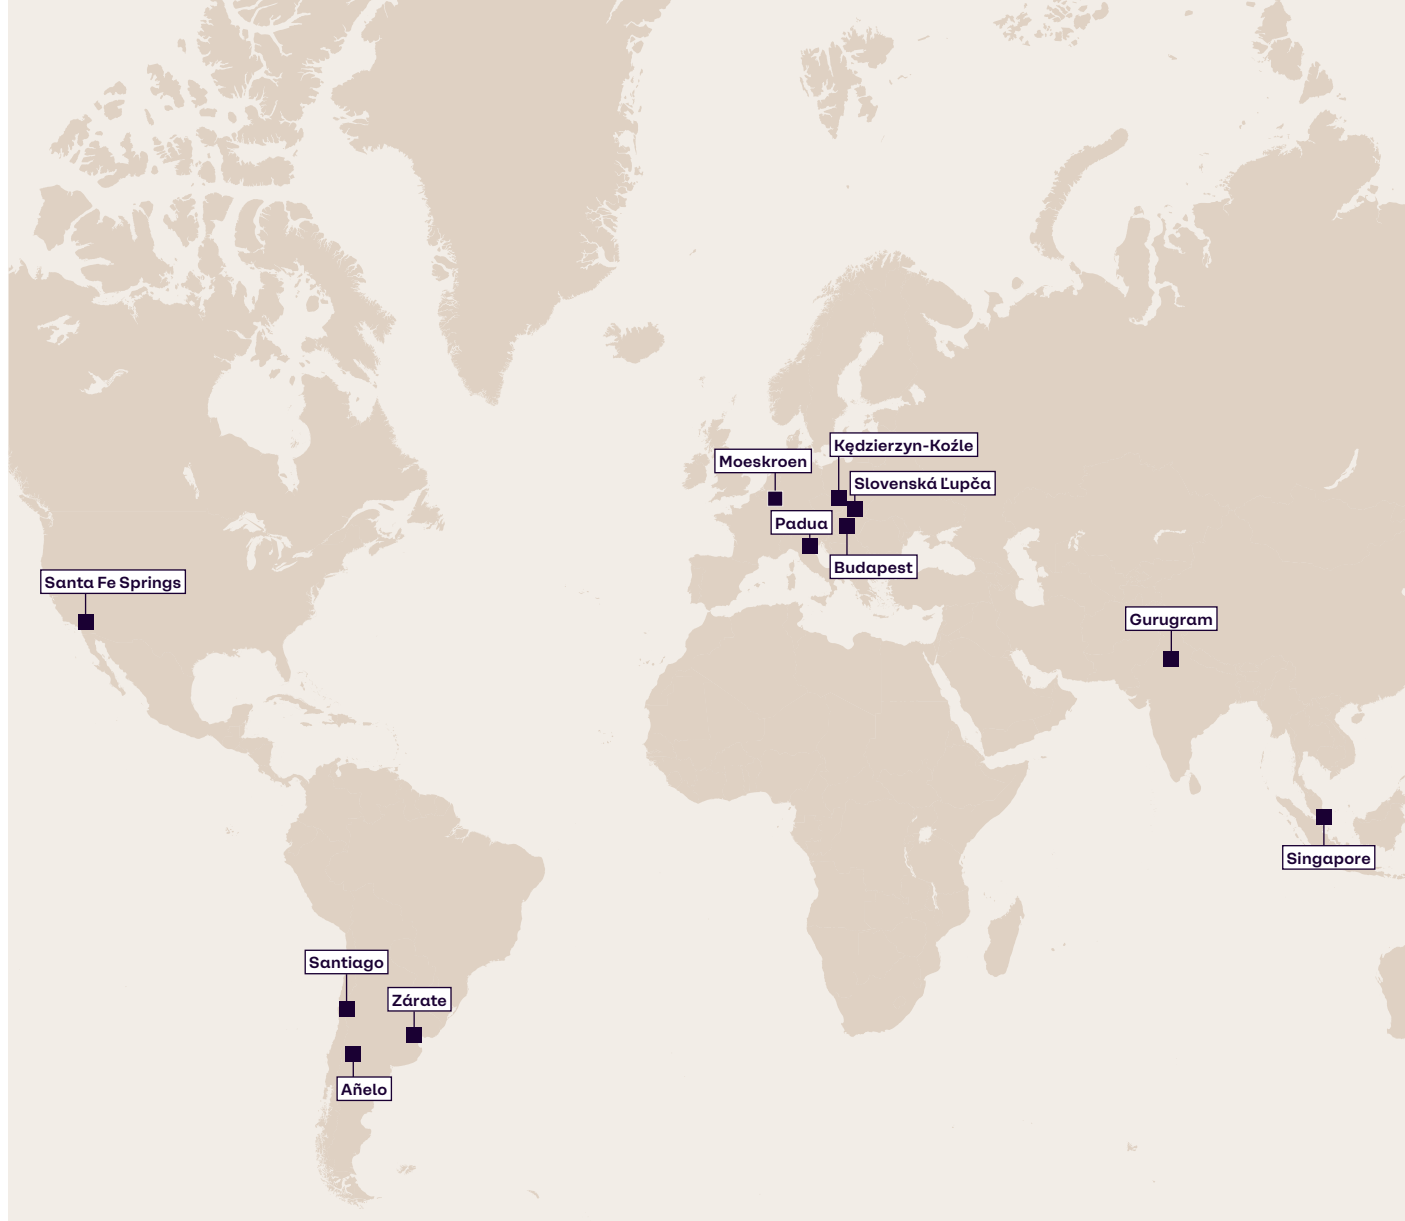 Kędzierzyn-Koźle
Moeskroen
Slovenská Ľupča
Padua
Budapest
Santa Fe Springs
Gurugram
Singapore
Santiago
Zárate
Añelo